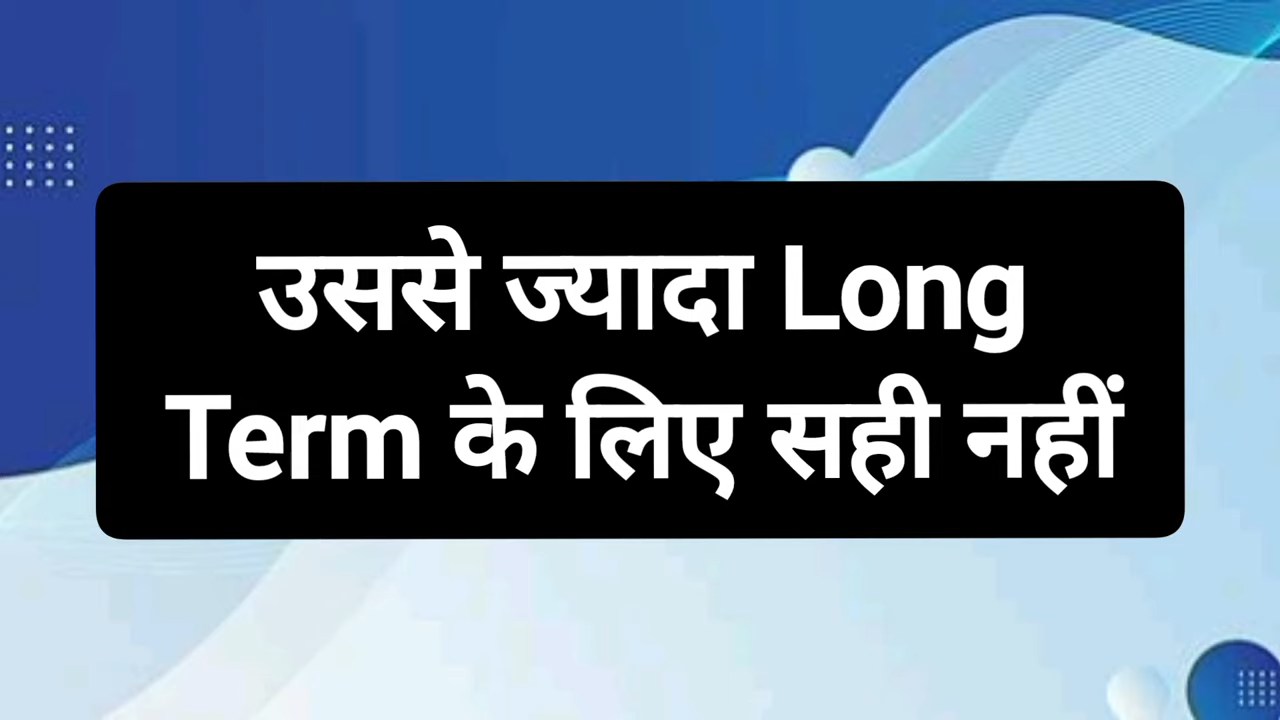 उससे ज्यादा Long
Term के लिए सही नहीं